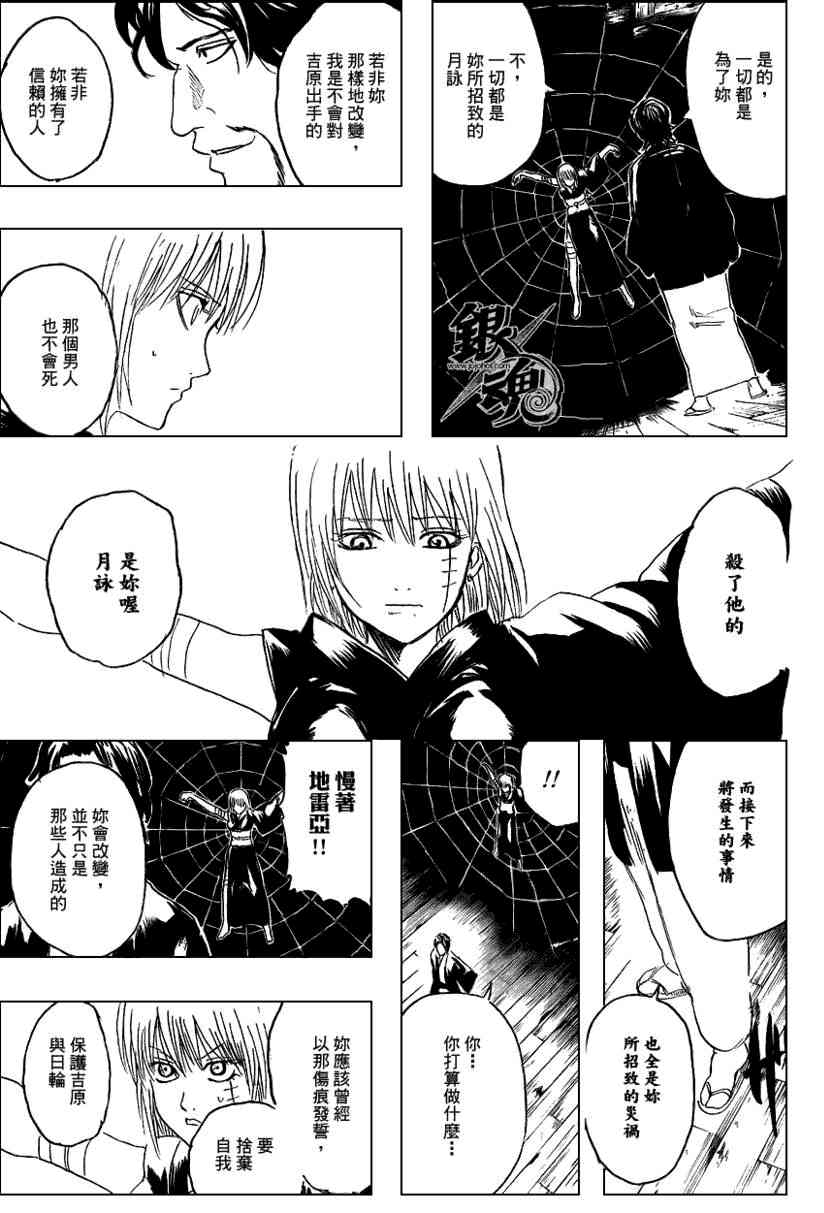 是的，
一切都是
為了妳
不，
一切都是
妳所招致的
月詠
若非妳
那樣地改變，
我是不會對
吉原出手的
若非
妳擁有了
信賴的人
銀魂
www.jojohot.com
那個男人
也不會死
殺了他的
是妳喔
月詠
而接下來
將發生的事情
也全是妳
所招致的災禍
!!
你…
你打算做什麼…
慢著
地雷亞!!
妳會改變，
並不只是
那些人造成的
妳應該曾經
以那傷痕發誓，
要
捨棄
自我
保護吉原
與日輪